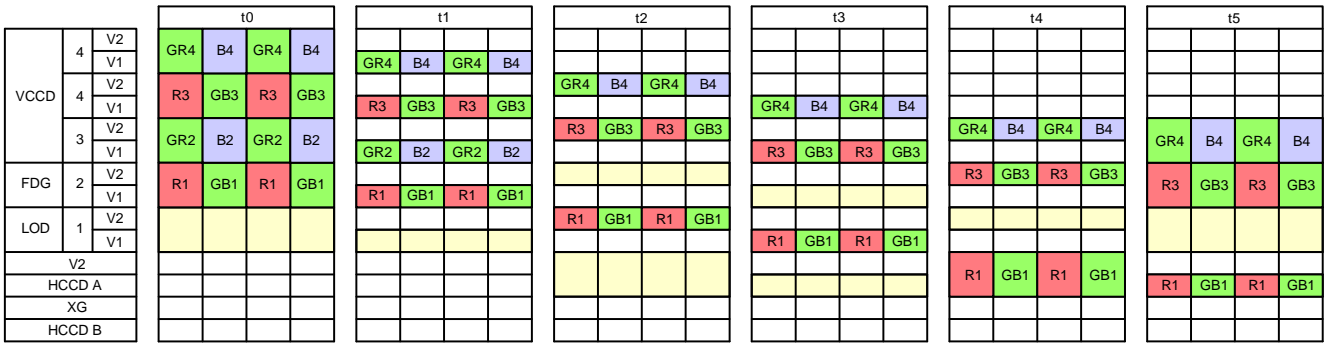 t0 t1 t2 t3 t4 t5
VCCD 4 V2 GR4 B4 GR4 B4
V1 GR4 B4 GR4 B4
4 V2 R3 GB3 R3 GB3 GR4 B4 GR4 B4
V1 R3 GB3 R3 GB3 GR4 B4 GR4 B4
3 V2 GR2 B2 GR2 B2 R3 GB3 R3 GB3 GR4 B4 GR4 B4 GR4 B4 GR4 B4
V1 GR2 B2 GR2 B2 R3 GB3 R3 GB3
FDG 2 V2 R1 GB1 R1 GB1 R3 GB3 R3 GB3 R3 GB3 R3 GB3
V1 R1 GB1 R1 GB1
LOD 1 V2 R1 GB1 R1 GB1
V1 R1 GB1 R1 GB1
V2 R1 GB1 R1 GB1
HCCD A R1 GB1 R1 GB1
XG
HCCD B